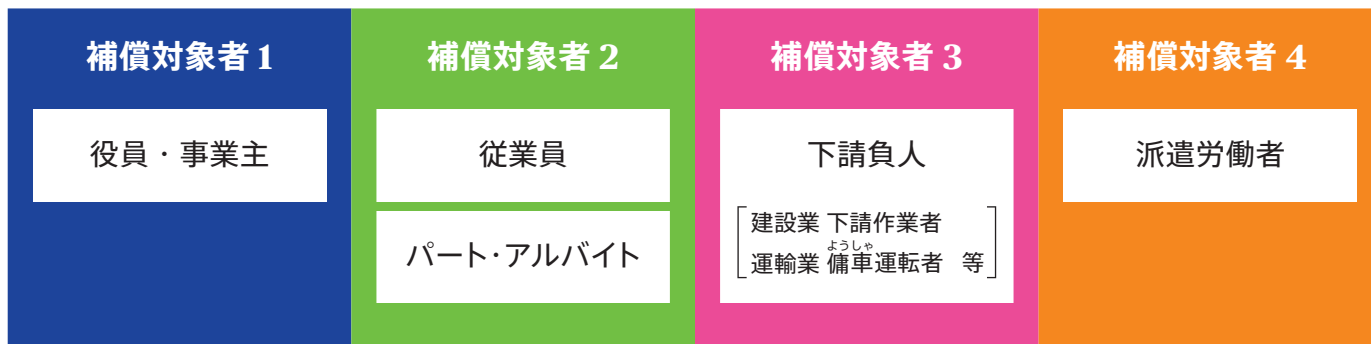 補償対象者 1
役員・事業主
補償対象者 2
従業員
パート・アルバイト
補償対象者 3
下請負人
建設業 下請作業者
ようしゃ
運輸業 傭車運転者 等
補償対象者 4
派遣労働者